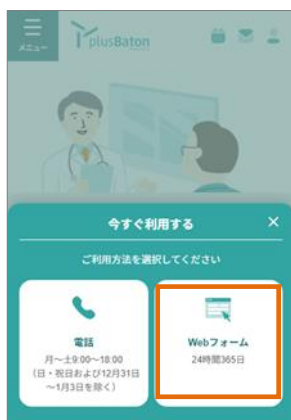 メニュー
plusBaton
今すぐ利用する
×
ご利用方法を選択してください
電話
月~土9:00~18:00
(日・祝日および12月31日
~1月3日を除く)
Webフォーム
24時間365日